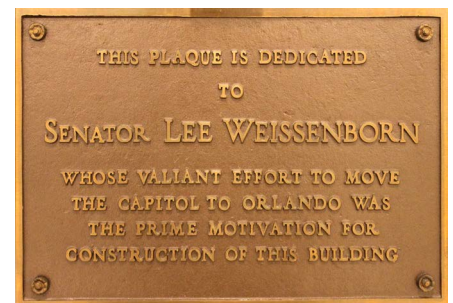 THIS PLAQUE IS DEDICATED
TO
SENATOR LEE WEISSENBORN
WHOSE VALIANT EFFORT TO MOVE
THE CAPITOL TO ORLANDO WAS
THE PRIME MOTIVATION FOR
CONSTRUCTION OF THIS BUILDING